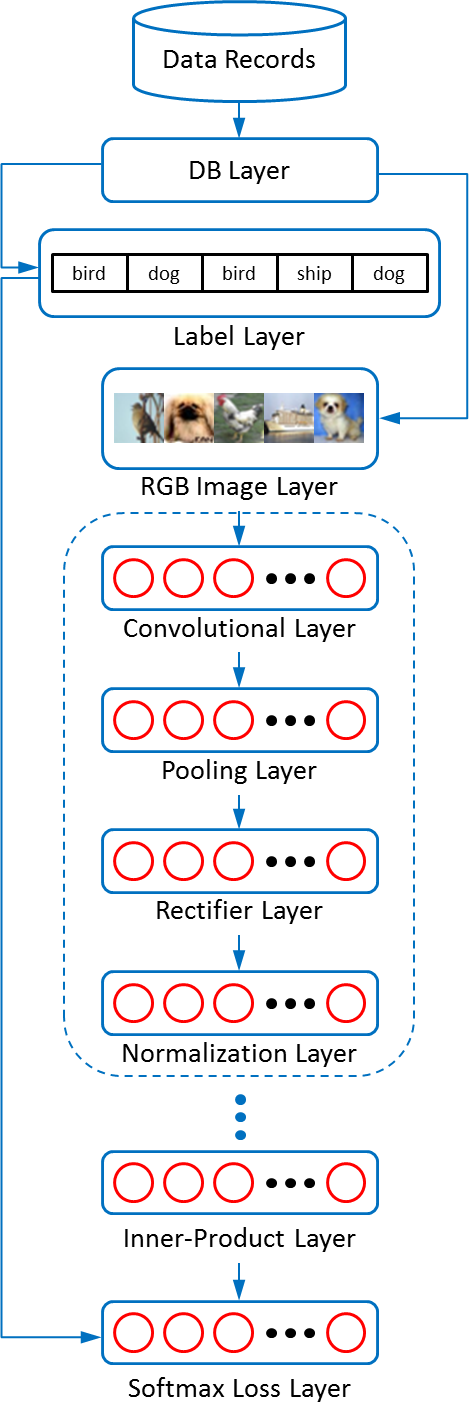 Data Records
DB Layer
bird dog bird ship dog
Label Layer
RGB Image Layer
Convolutional Layer
Pooling Layer
Rectifier Layer
Normalization Layer
Inner-Product Layer
Softmax Loss Layer